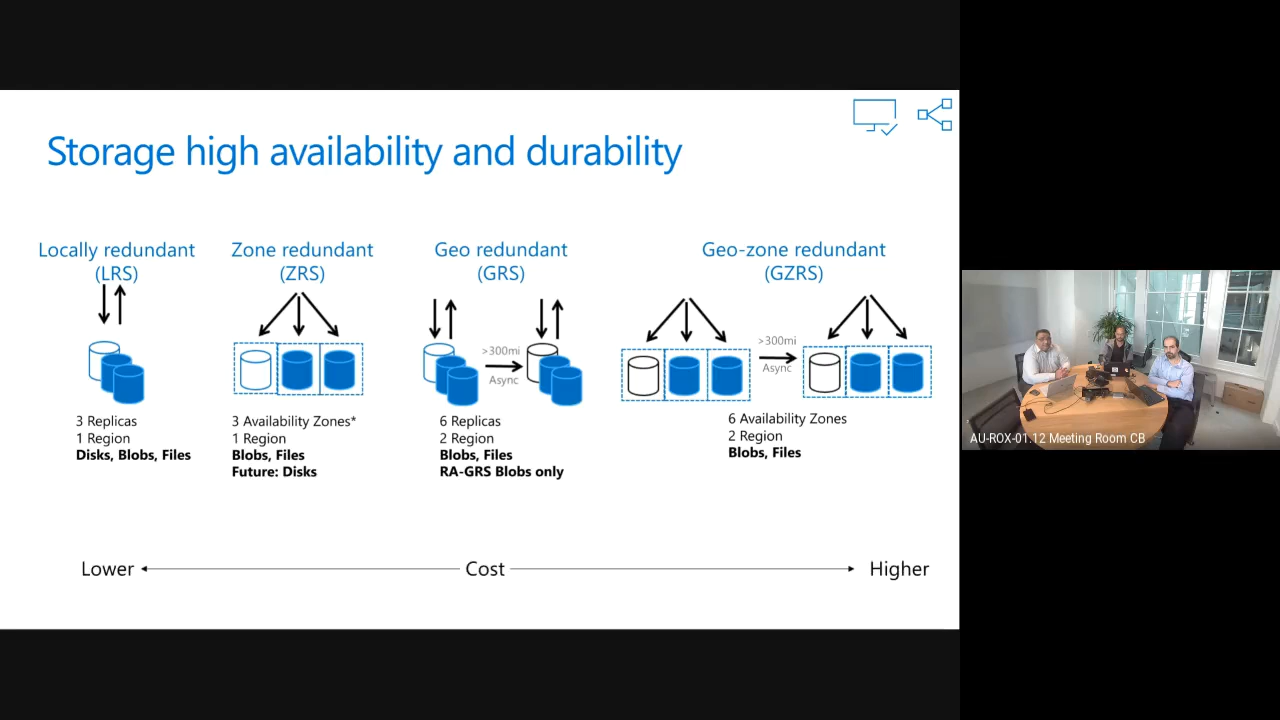 Storage high availability and durability
Locally redundant
(LRS)
3 Replicas
1 Region
Disks, Blobs, Files
Zone redundant
(ZRS)
3 Availability Zones*
1 Region
Blobs, Files
Future: Disks
Geo redundant
(GRS)
>300mi
Async
6 Replicas
2 Region
Blobs, Files
RA-GRS Blobs only
Geo-zone redundant
(GZRS)
>300mi
Async
6 Availability Zones
2 Region
Blobs, Files
Lower
Cost
Higher
AU-ROX-01.12 Meeting Room CB